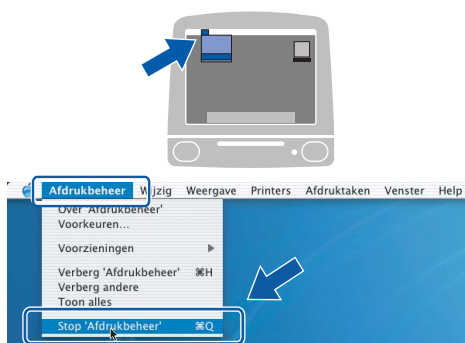 Afdrukbeheer Wijzig Weergave Printers Afdruktaken Venster Help
Over 'Afdrukbeheer'
Voorkeuren...
Voorzieningen ▶
Verberg 'Afdrukbeheer' ⌘H
Verberg andere
Toon alles
Stop 'Afdrukbeheer' ⌘Q